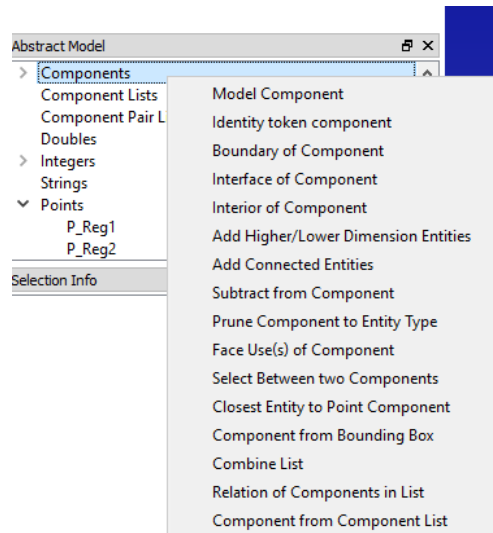 Abstract Model
Components
Component Lists
Component Pair L
Doubles
Integers
Strings
Points
P_Reg1
P_Reg2
Selection Info
Model Component
Identity token component
Boundary of Component
Interface of Component
Interior of Component
Add Higher/Lower Dimension Entities
Add Connected Entities
Subtract from Component
Prune Component to Entity Type
Face Use(s) of Component
Select Between two Components
Closest Entity to Point Component
Component from Bounding Box
Combine List
Relation of Components in List
Component from Component List